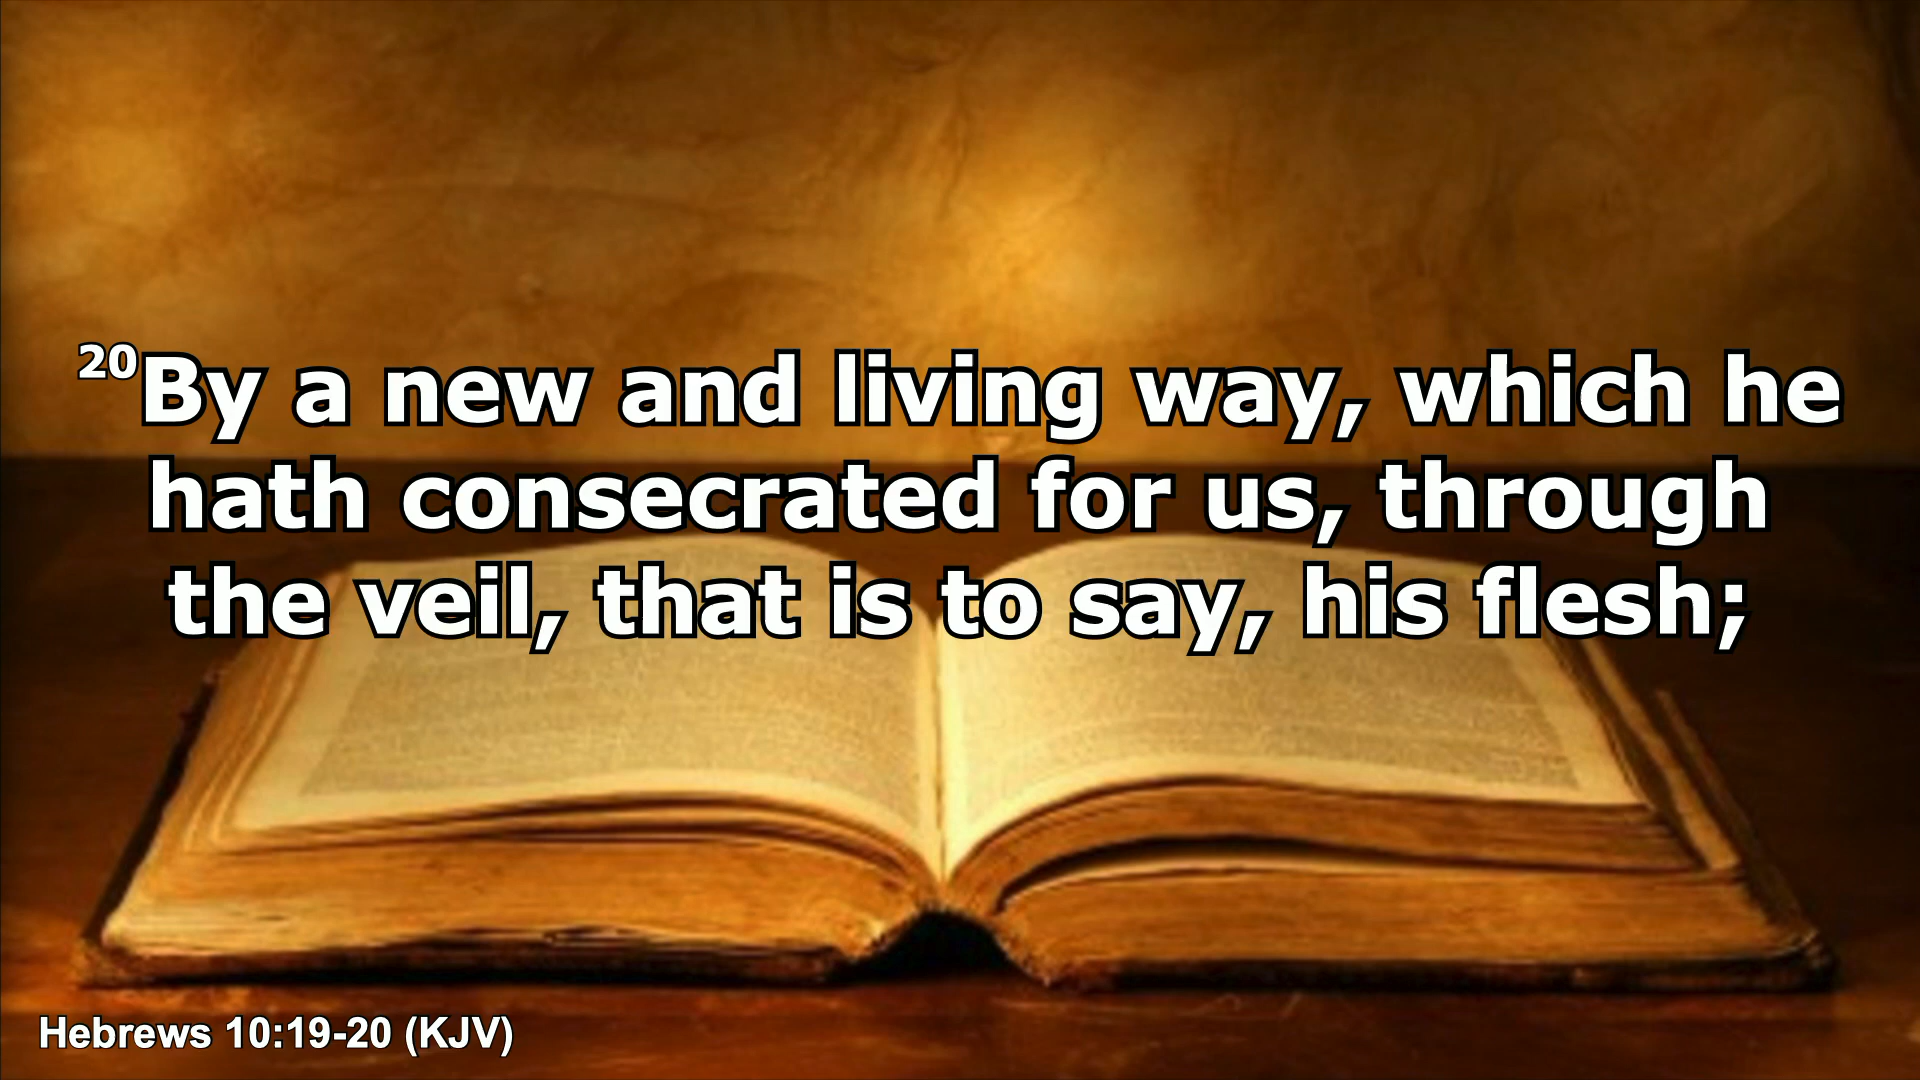 20By a new and living way, which he
hath consecrated for us, through
the veil, that is to say, his flesh;
Hebrews 10:19-20 (KJV)